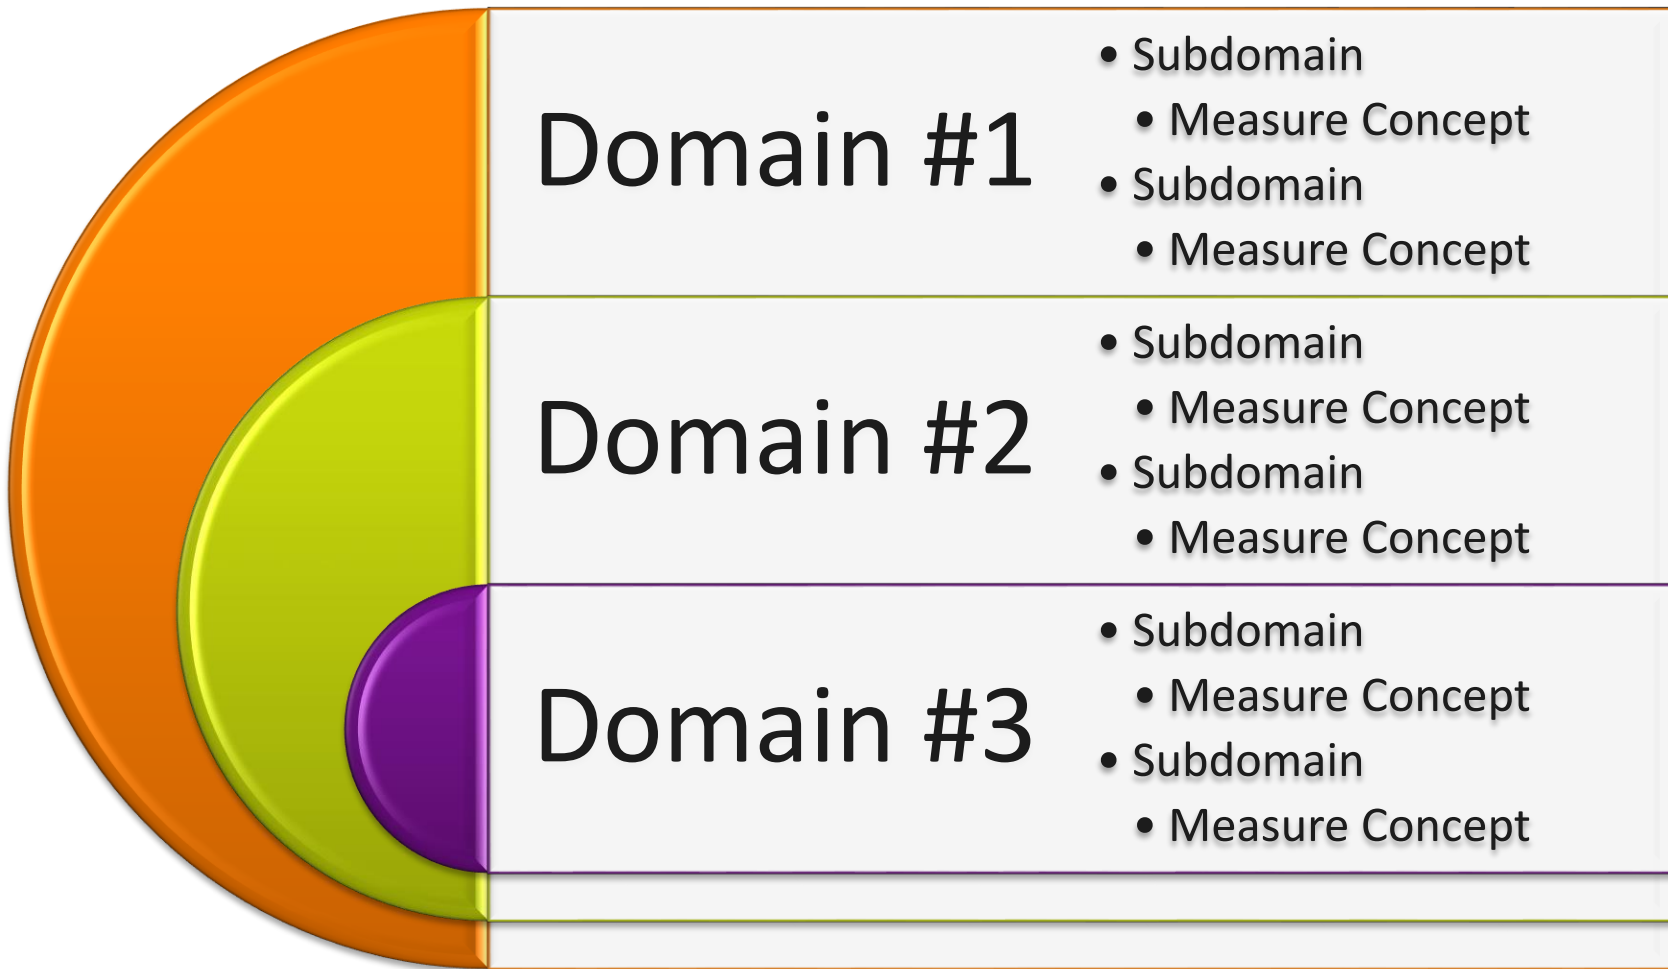 Domain #1
• Subdomain
• Measure Concept
• Subdomain
• Measure Concept
Domain #2
• Subdomain
• Measure Concept
• Subdomain
• Measure Concept
Domain #3
• Subdomain
• Measure Concept
• Subdomain
• Measure Concept